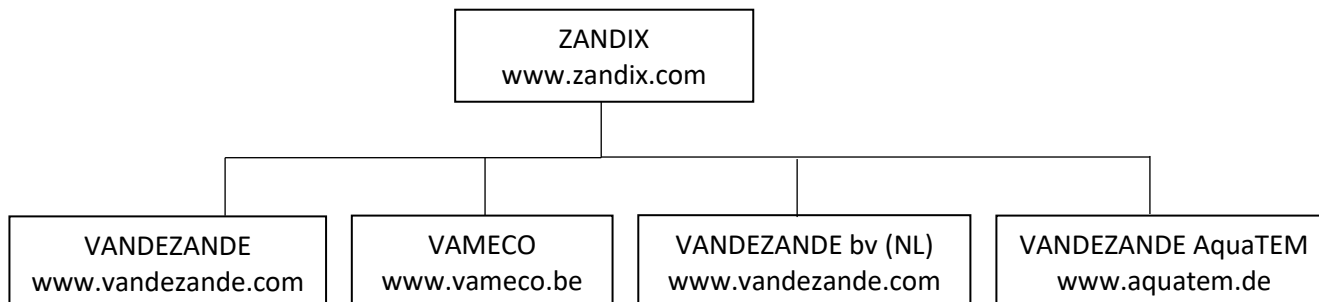 ZANDIX
www.zandix.com
VANDEZANDE
www.vandezande.com
VAMECO
www.vameco.be
VANDEZANDE bv (NL)
www.vandezande.com
VANDEZANDE AquaTEM
www.aquatem.de